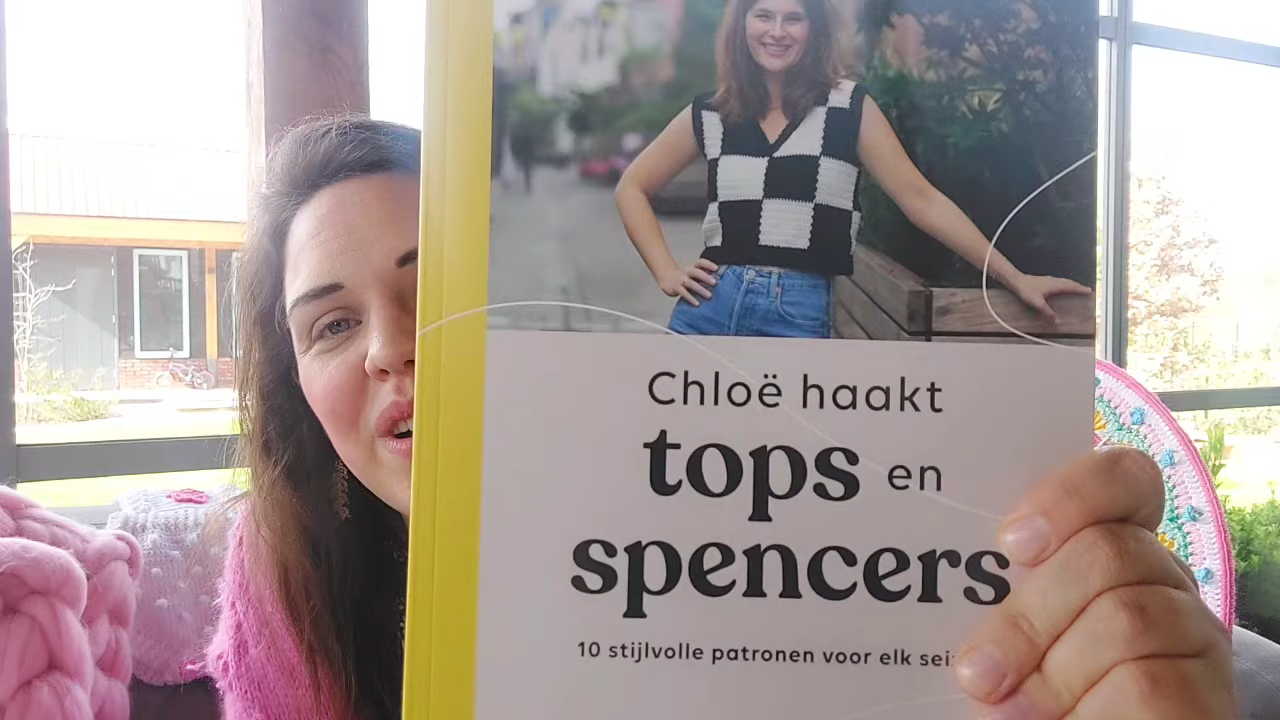 Chloë haakt
tops en
spencers
10 stijlvolle patronen voor elk